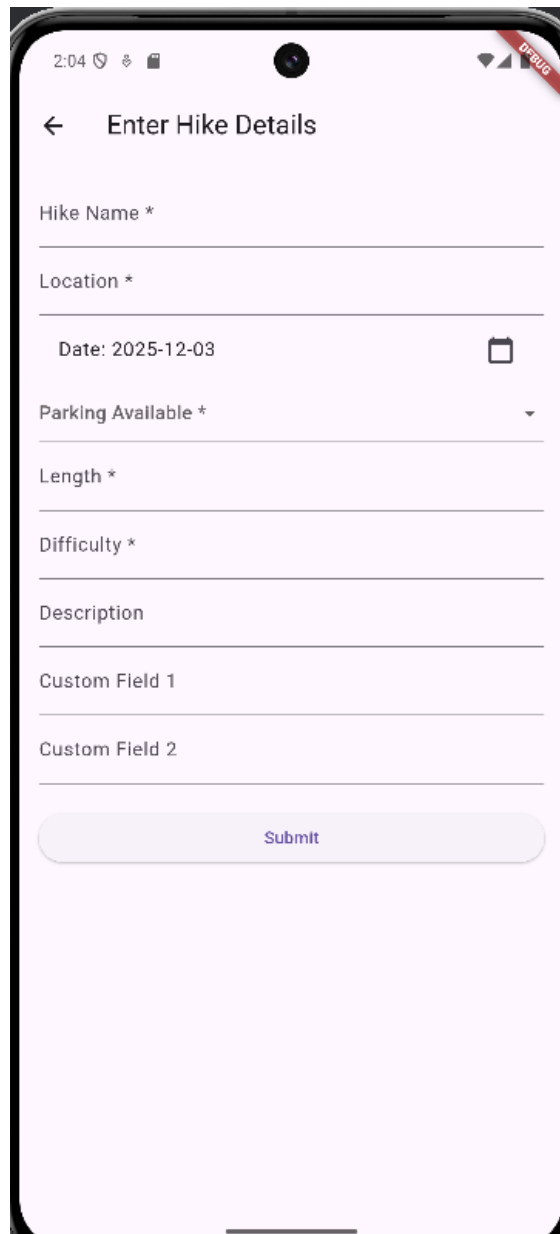 2:04
DEBUG
Enter Hike Details
Hike Name *
Location *
Date: 2025-12-03
Parking Available *
Length *
Difficulty *
Description
Custom Field 1
Custom Field 2
Submit